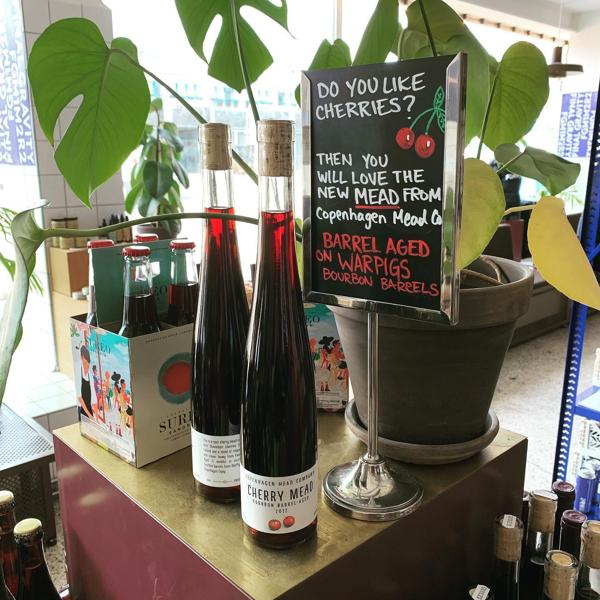 DO YOU LIKE
CHERRIES?
THEN YOU
WILL LOVE THE
NEW MEAD FROM
Copenhagen Mead Co
BARREL AGED
ON WARPIGS
BOURBON BARRELS
COPENHAGEN MEAD COMPANY
CHERRY MEAD
BOURBON BARREL-AGED
2017